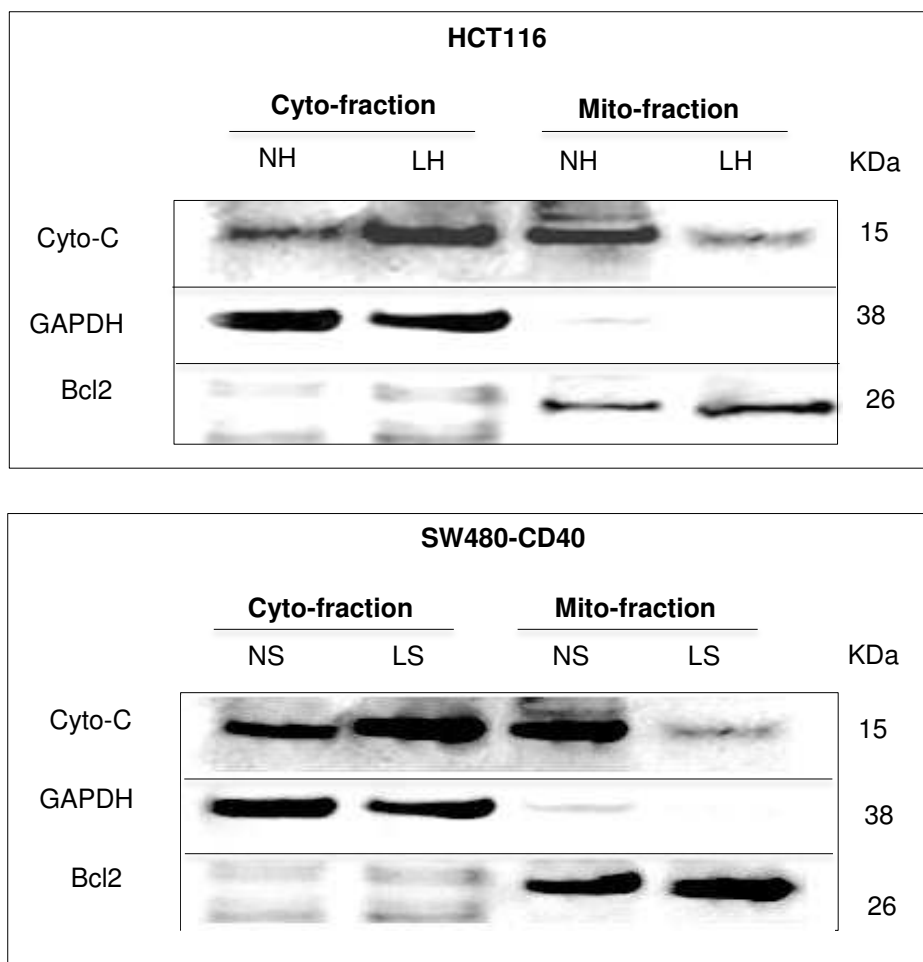 HCT116
Cyto-fraction Mito-fraction
NH LH NH LH KDa
Cyto-C 15
GAPDH 38
Bcl2 26
SW480-CD40
Cyto-fraction Mito-fraction
NS LS NS LS KDa
Cyto-C 15
GAPDH 38
Bcl2 26